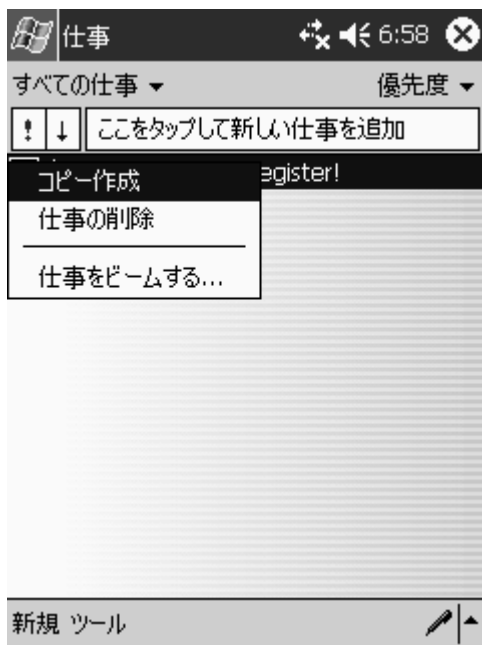 仕事 6:58
すべての仕事 優先度
! ↓ ここをタップして新しい仕事を追加
egister!
コピー作成
仕事の削除
仕事をビームする...
新規 ツール